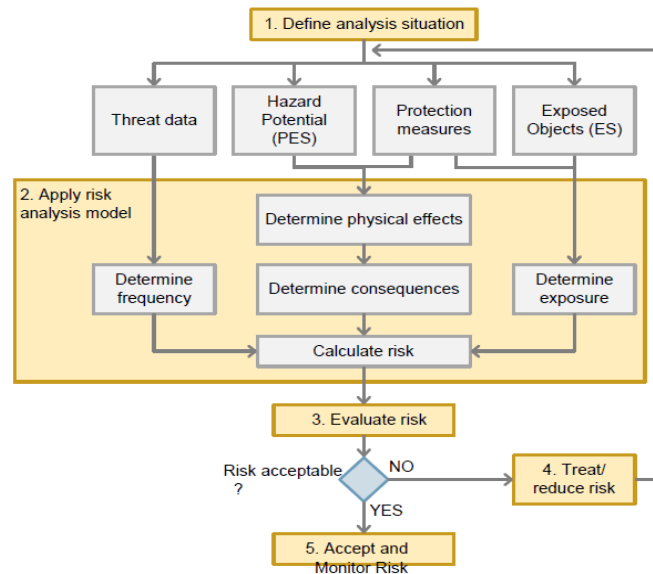 1. Define analysis situation
Threat data
Hazard
Potential
(PES)
Protection
measures
Exposed
Objects (ES)
2. Apply risk
analysis model
Determine physical effects
Determine
frequency
Determine consequences
Determine
exposure
Calculate risk
3. Evaluate risk
Risk acceptable
?
NO
4. Treat/
reduce risk
YES
5. Accept and
Monitor Risk